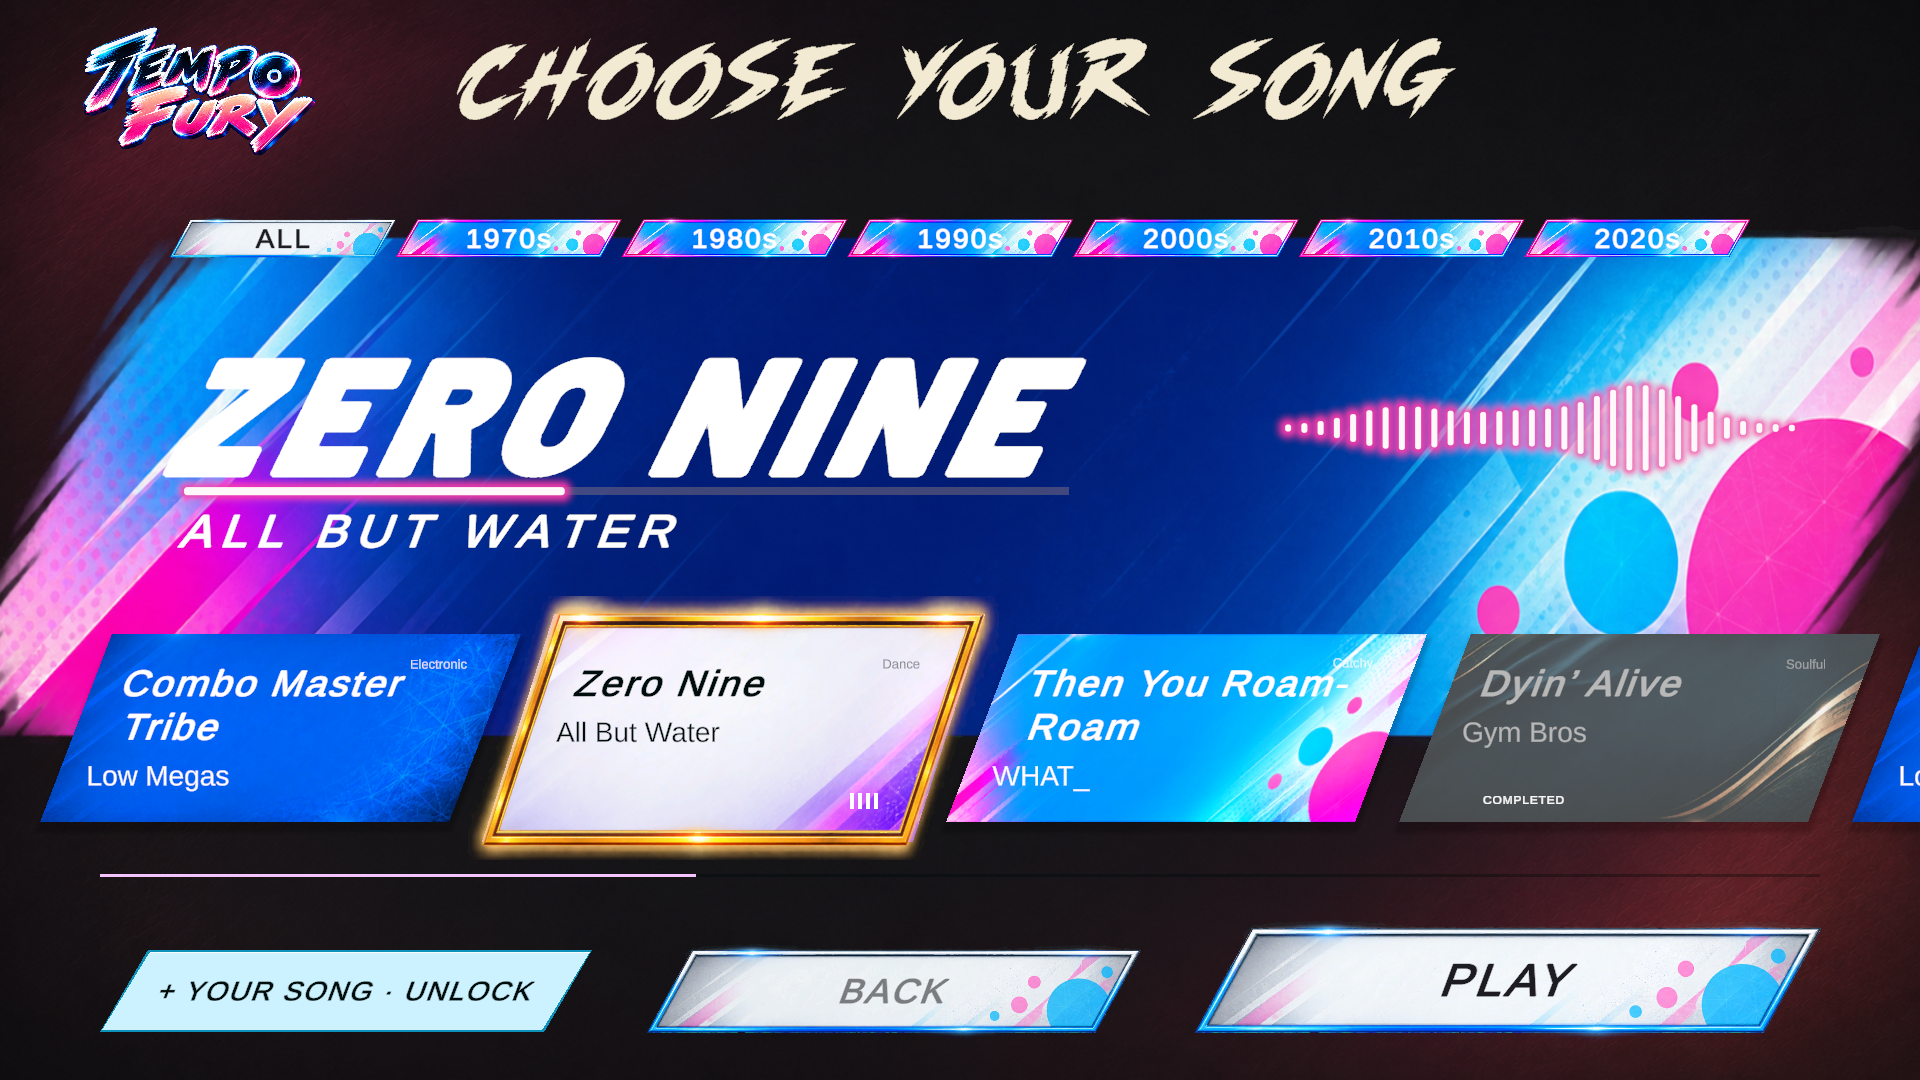 TEMPO
FURY
CHOOSE YOUR SONG
ALL
1970s
1980s
1990s
2000s
2010s
2020s
ZERO NINE
ALL BUT WATER
Combo Master
Tribe
Electronic
Low Megas
Zero Nine
Dance
All But Water
Then You Roam-
Roam
Catchy
WHAT_
Dyin’ Alive
Soulful
Gym Bros
COMPLETED
Lo
+ YOUR SONG · UNLOCK
BACK
PLAY